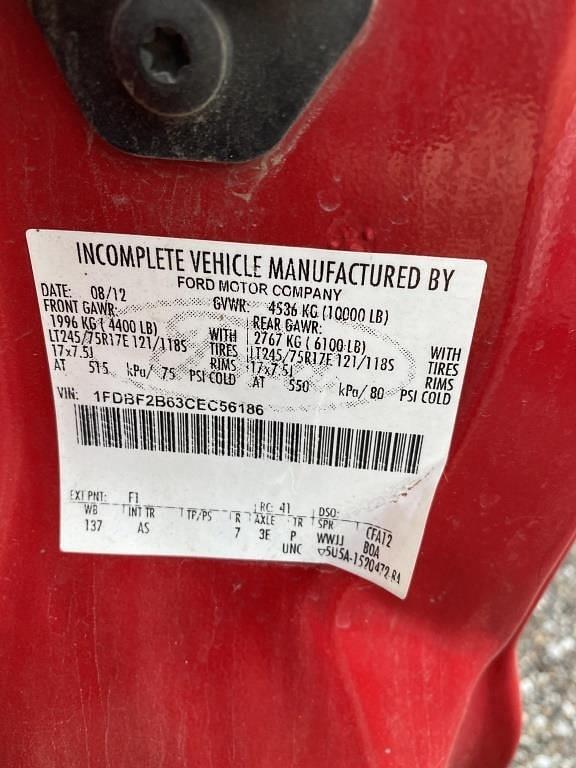 INCOMPLETE VEHICLE MANUFACTURED BY
FORD MOTOR COMPANY
DATE: 08/12 GVWR: 4536 KG (10000 LB)
FRONT GAWR: REAR GAWR:
1996 KG (4400 LB) WITH 2767 KG (6100 LB) WITH
LT245/75R17E 121/118S TIRES LT245/75R17E 121/118S TIRES
17x7.5J RIMS 17x7.5J RIMS
AT 515 kPa/ 75 PSI COLD AT 550 kPa/ 80 PSI COLD
VIN: 1FDBF2B63CEC56186
EXT PNT: F1 RC: 41 DSO:
WB INT TR TP/PS R AXLE TR SPR CFA12
137 AS 7 3E P WWJJ BOA
UNC 5U5A-1520472-RA